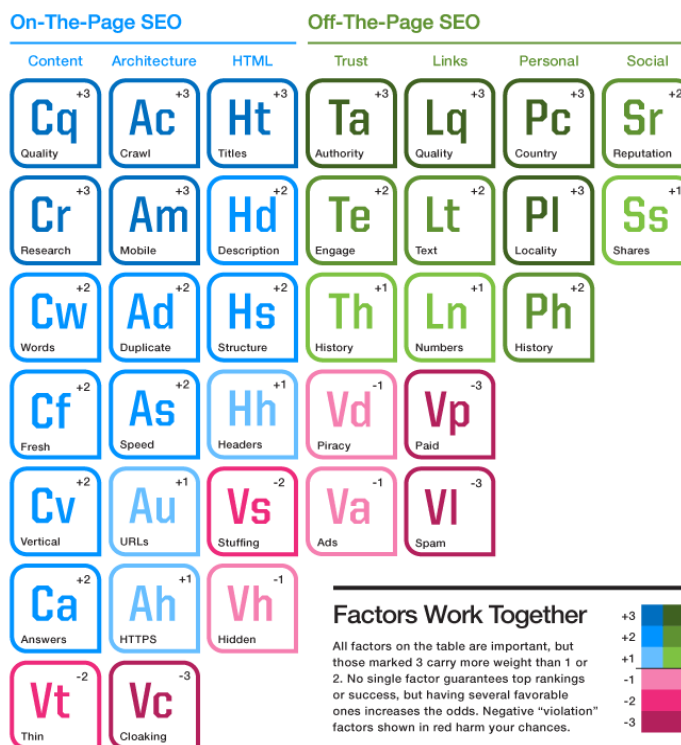 On-The-Page SEO
Off-The-Page SEO
Content Architecture HTML Trust Links Personal Social
Cq +3 Quality
Ac +3 Crawl
Ht +3 Titles
Ta +3 Authority
Lq +3 Quality
Pc +3 Country
Sr +2 Reputation
Cr +3 Research
Am +3 Mobile
Hd +2 Description
Te +2 Engage
Lt +2 Text
Pl +3 Locality
Ss +1 Shares
Cw +2 Words
Ad +2 Duplicate
Hs +2 Structure
Th +1 History
Ln +1 Numbers
Ph +2 History
Cf +2 Fresh
As +2 Speed
Hh +1 Headers
Vd -1 Piracy
Vp -3 Paid
Cv +2 Vertical
Au +1 URLs
Vs -2 Stuffing
Va -1 Ads
Vl -3 Spam
Ca +2 Answers
Ah +1 HTTPS
Vh -1 Hidden
Vt -2 Thin
Vc -3 Cloaking
Factors Work Together
All factors on the table are important, but
those marked 3 carry more weight than 1 or
2. No single factor guarantees top rankings
or success, but having several favorable
ones increases the odds. Negative “violation”
factors shown in red harm your chances.
+3
+2
+1
-1
-2
-3